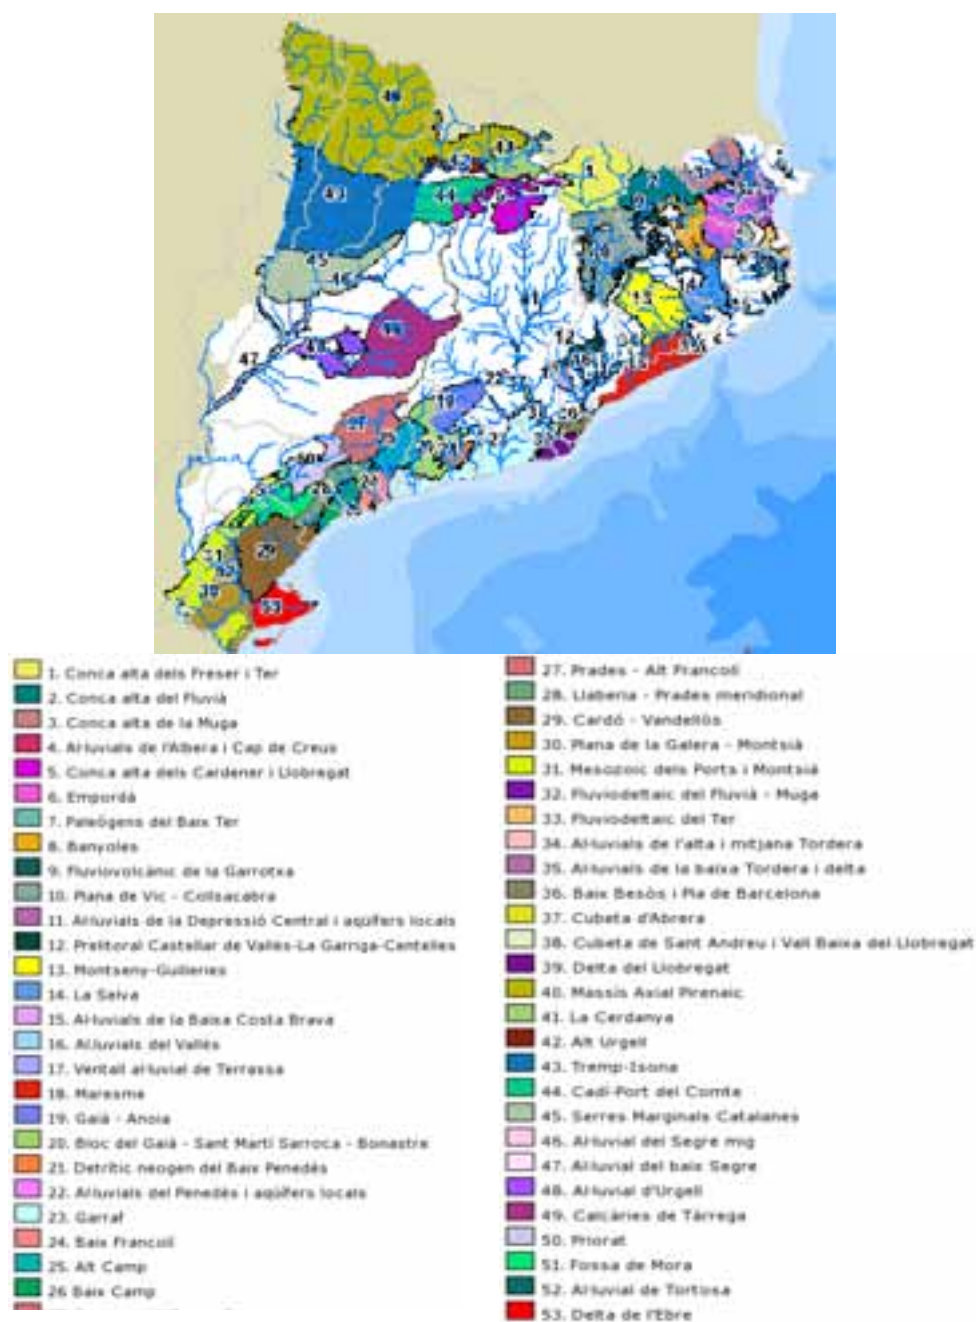 1. Conca alta dels Freser i Ter
2. Conca alta del Fluvià
3. Conca alta de la Muga
4. Al·luvials de l'Albera i Cap de Creus
5. Conca alta dels Cardener i Llobregat
6. Empordà
7. Paleògens del Baix Ter
8. Banyoles
9. Fluviovolcànic de la Garrotxa
10. Plana de Vic - Collsacabra
11. Al·luvials de la Depressió Central i aqüífers locals
12. Prelitoral Castellar de Vallès-La Garriga-Centelles
13. Montseny-Guilleries
14. La Selva
15. Al·luvials de la Baixa Costa Brava
16. Al·luvials del Vallès
17. Ventall al·luvial de Terrassa
18. Maresme
19. Gaià - Anoia
20. Bloc del Gaià - Sant Martí Sarroca - Bonastre
21. Detrític neogen del Baix Penedès
22. Al·luvials del Penedès i aqüífers locals
23. Garraf
24. Baix Francolí
25. Alt Camp
26 Baix Camp
27. Prades - Alt Francolí
28. Llaberia - Prades meridional
29. Cardó - Vandellòs
30. Plana de la Galera - Montsià
31. Mesozoic dels Ports i Montsià
32. Fluviodeltaic del Fluvià - Muga
33. Fluviodeltaic del Ter
34. Al·luvials de l'alta i mitjana Tordera
35. Al·luvials de la baixa Tordera i delta
36. Baix Besòs i Pla de Barcelona
37. Cubeta d'Abrera
38. Cubeta de Sant Andreu i Vall Baixa del Llobregat
39. Delta del Llobregat
40. Massís Axial Pirenaic
41. La Cerdanya
42. Alt Urgell
43. Tremp-Isona
44. Cadí-Port del Comte
45. Serres Marginals Catalanes
46. Al·luvial del Segre mig
47. Al·luvial del baix Segre
48. Al·luvial d'Urgell
49. Calcàries de Tàrrega
50. Priorat
51. Fossa de Mora
52. Al·luvial de Tortosa
53. Delta de l'Ebre